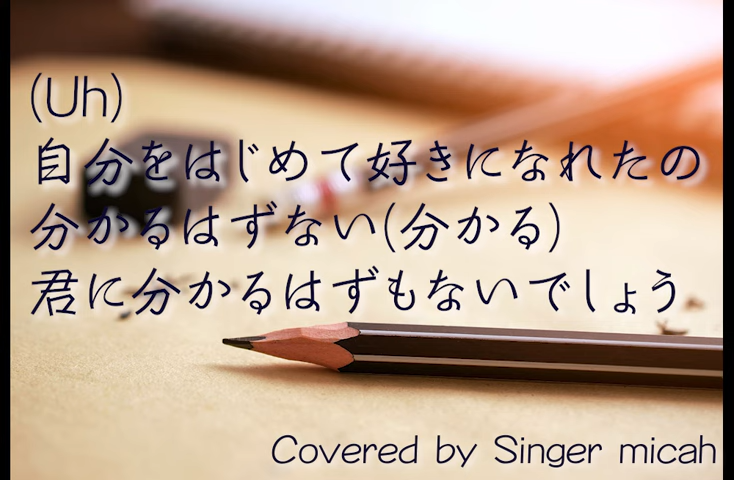 (Uh)
自分をはじめて好きになれたの
分かるはずない(分かる)
君に分かるはずもないでしょう
Covered by Singer micah